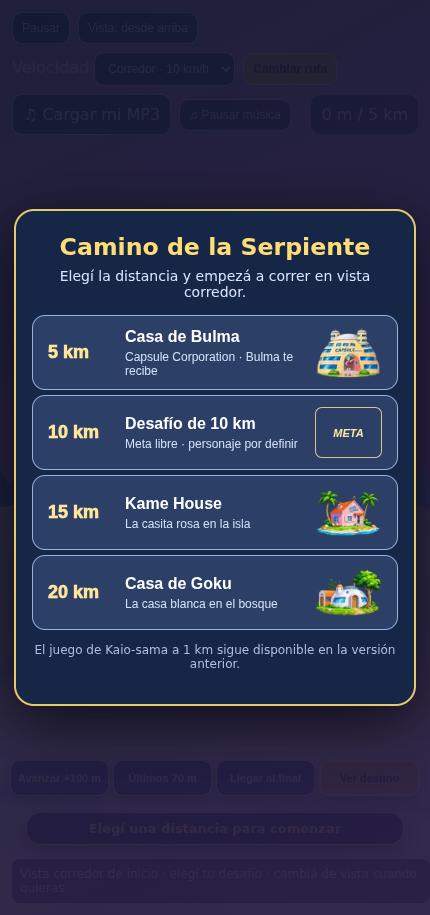 Pausar
Vista: desde arriba
Velocidad
Corredor · 10 km/h
Cambiar ruta
♫ Cargar mi MP3
♫ Pausar música
0 m / 5 km
Camino de la Serpiente
Elegí la distancia y empezá a correr en vista
corredor.
5 km
Casa de Bulma
Capsule Corporation · Bulma te
recibe
CAPSULE
10 km
Desafío de 10 km
Meta libre · personaje por definir
META
15 km
Kame House
La casita rosa en la isla
20 km
Casa de Goku
La casa blanca en el bosque
El juego de Kaio-sama a 1 km sigue disponible en la versión
anterior.
Avanzar +100 m
Últimos 70 m
Llegar al final
Ver destino
Elegí una distancia para comenzar
Vista corredor de inicio · elegí tu desafío · cambiá de vista cuando
quieras.